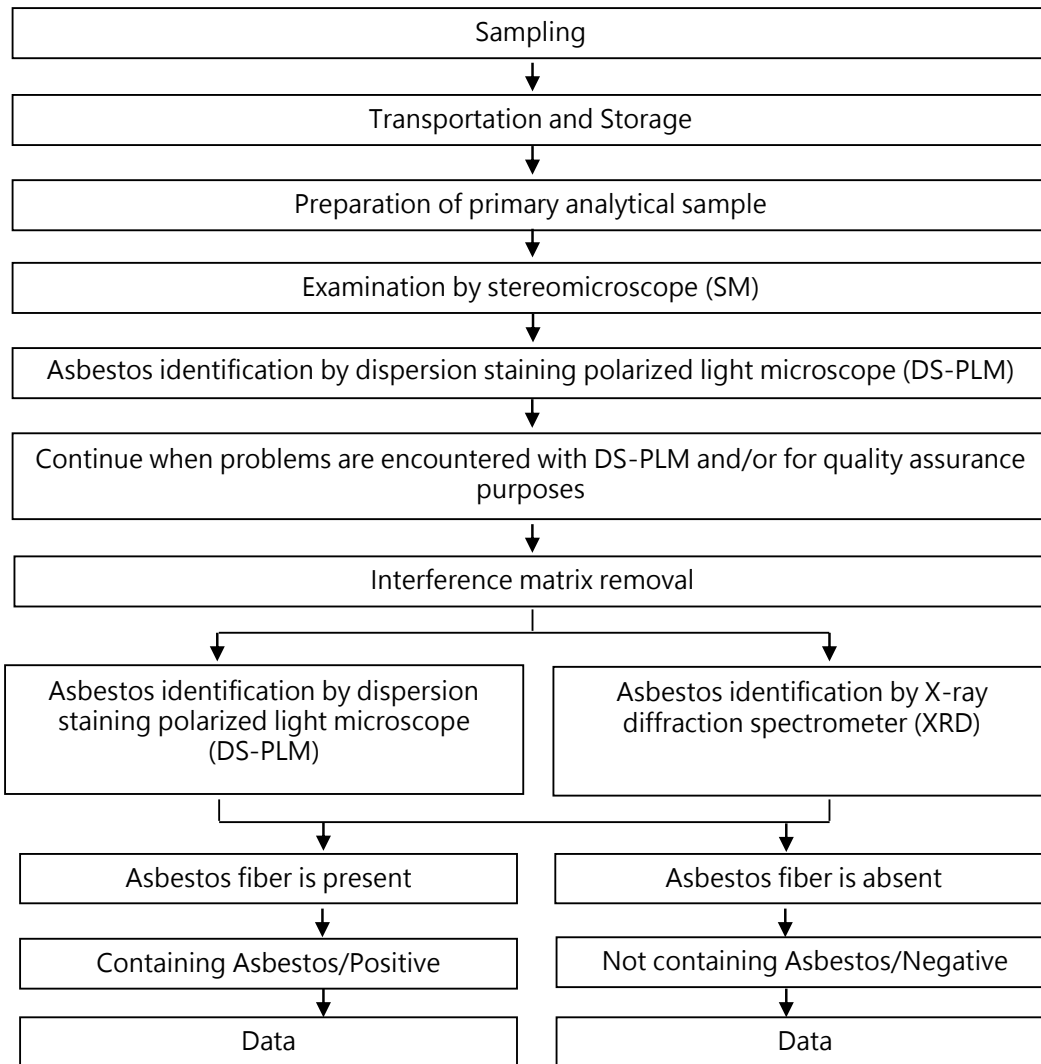 Sampling
Transportation and Storage
Preparation of primary analytical sample
Examination by stereomicroscope (SM)
Asbestos identification by dispersion staining polarized light microscope (DS-PLM)
Continue when problems are encountered with DS-PLM and/or for quality assurance
purposes
Interference matrix removal
Asbestos identification by dispersion
staining polarized light microscope
(DS-PLM)
Asbestos identification by X-ray
diffraction spectrometer (XRD)
Asbestos fiber is present
Asbestos fiber is absent
Containing Asbestos/Positive
Not containing Asbestos/Negative
Data
Data